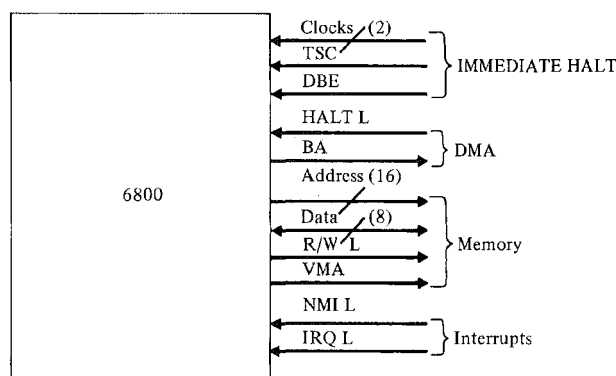 Clocks (2)
TSC
DBE
IMMEDIATE HALT
HALT L
BA
DMA
6800
Address (16)
Data (8)
R/W L
VMA
Memory
NMI L
IRQ L
Interrupts